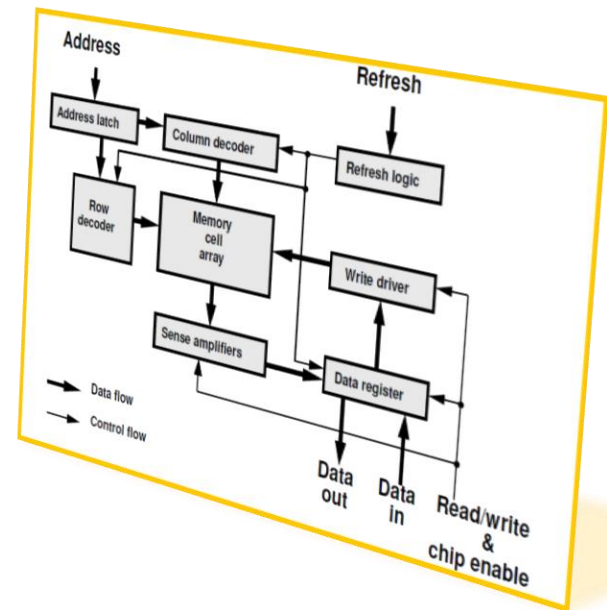 Address
Refresh
Address latch
Column decoder
Refresh logic
Row
decoder
Memory
cell
array
Write driver
Sense amplifiers
Data register
Data flow
Control flow
Data
out
Data
in
Read/write
&
chip enable